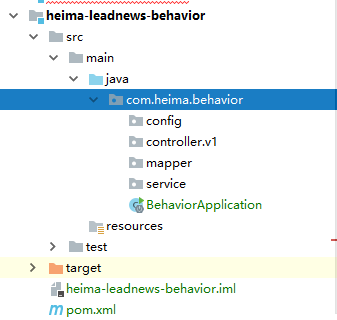 heima-leadnews-behavior
src
main
java
com.heima.behavior
config
controller.v1
mapper
service
BehaviorApplication
resources
test
target
heima-leadnews-behavior.iml
pom.xml